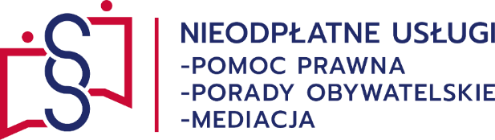 NIEODPŁATNE USŁUGI
-POMOC PRAWNA
-PORADY OBYWATELSKIE
-MEDIACJA